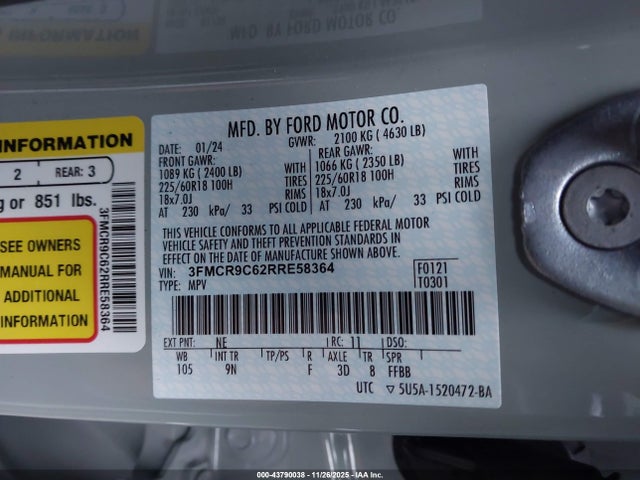 MFD. BY FORD MOTOR CO.
INFORMATION
2 REAR: 3
g or 851 lbs.
SEE OWNERS
MANUAL FOR
ADDITIONAL
INFORMATION
3FMCR9C62RRE58364
MFD. BY FORD MOTOR CO.
DATE: 01/24 GVWR: 2100 KG ( 4630 LB)
FRONT GAWR: REAR GAWR:
1089 KG ( 2400 LB) 1066 KG ( 2350 LB)
225/60R18 100H TIRES 225/60R18 100H TIRES
18x7.0J RIMS 18x7.0J RIMS
AT 230 kPa/ 33 PSI COLD AT 230 kPa/ 33 PSI COLD
THIS VEHICLE CONFORMS TO ALL APPLICABLE FEDERAL MOTOR
VEHICLE SAFETY AND THEFT PREVENTION STANDARDS IN
EFFECT ON THE DATE OF MANUFACTURE SHOWN ABOVE.
VIN: 3FMCR9C62RRE58364 F0121
TYPE: MPV T0301
EXT PNT: NE RC: 11 DSO:
WB INT TR TP/PS R AXLE TR SPR
105 9N F 3D 8 FFBB
UTC ▽ 5U5A-1520472-BA
000-43790038 | 11/26/2025 | IAA Inc.